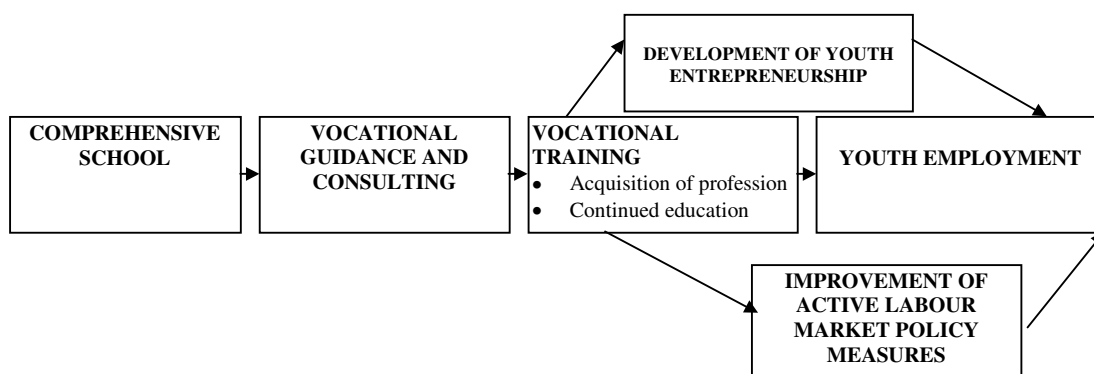 DEVELOPMENT OF YOUTH
ENTREPRENEURSHIP
COMPREHENSIVE
SCHOOL
VOCATIONAL
GUIDANCE AND
CONSULTING
VOCATIONAL
TRAINING
• Acquisition of profession
• Continued education
YOUTH EMPLOYMENT
IMPROVEMENT OF
ACTIVE LABOUR
MARKET POLICY
MEASURES